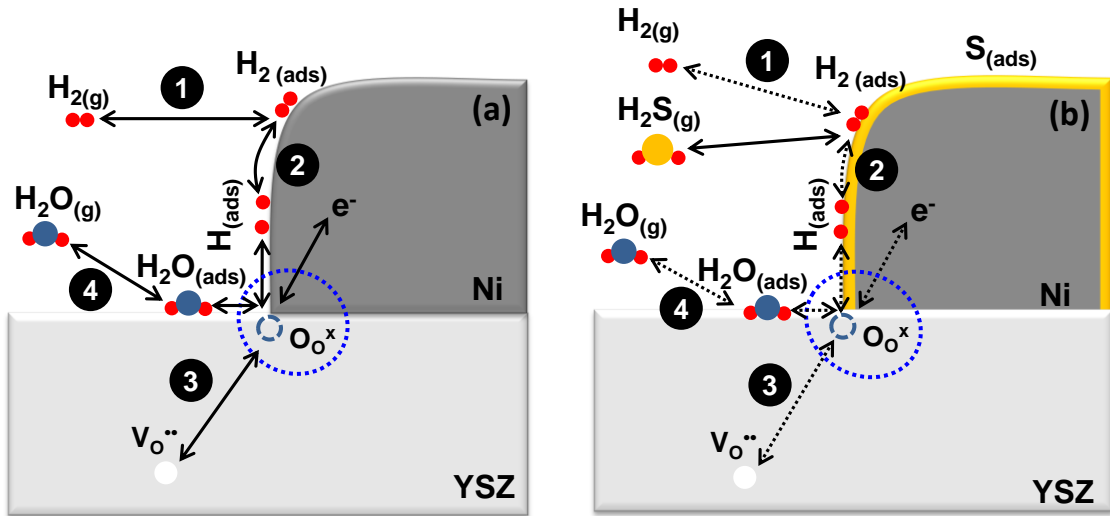 (a)
H2(g)
1
H2 (ads)
2
H(ads)
e-
H2O(g)
4
H2O(ads)
Ni
OOx
3
VO••
YSZ
(b)
H2(g)
1
H2 (ads)
S(ads)
H2S(g)
2
H(ads)
e-
H2O(g)
4
H2O(ads)
Ni
OOx
3
VO••
YSZ